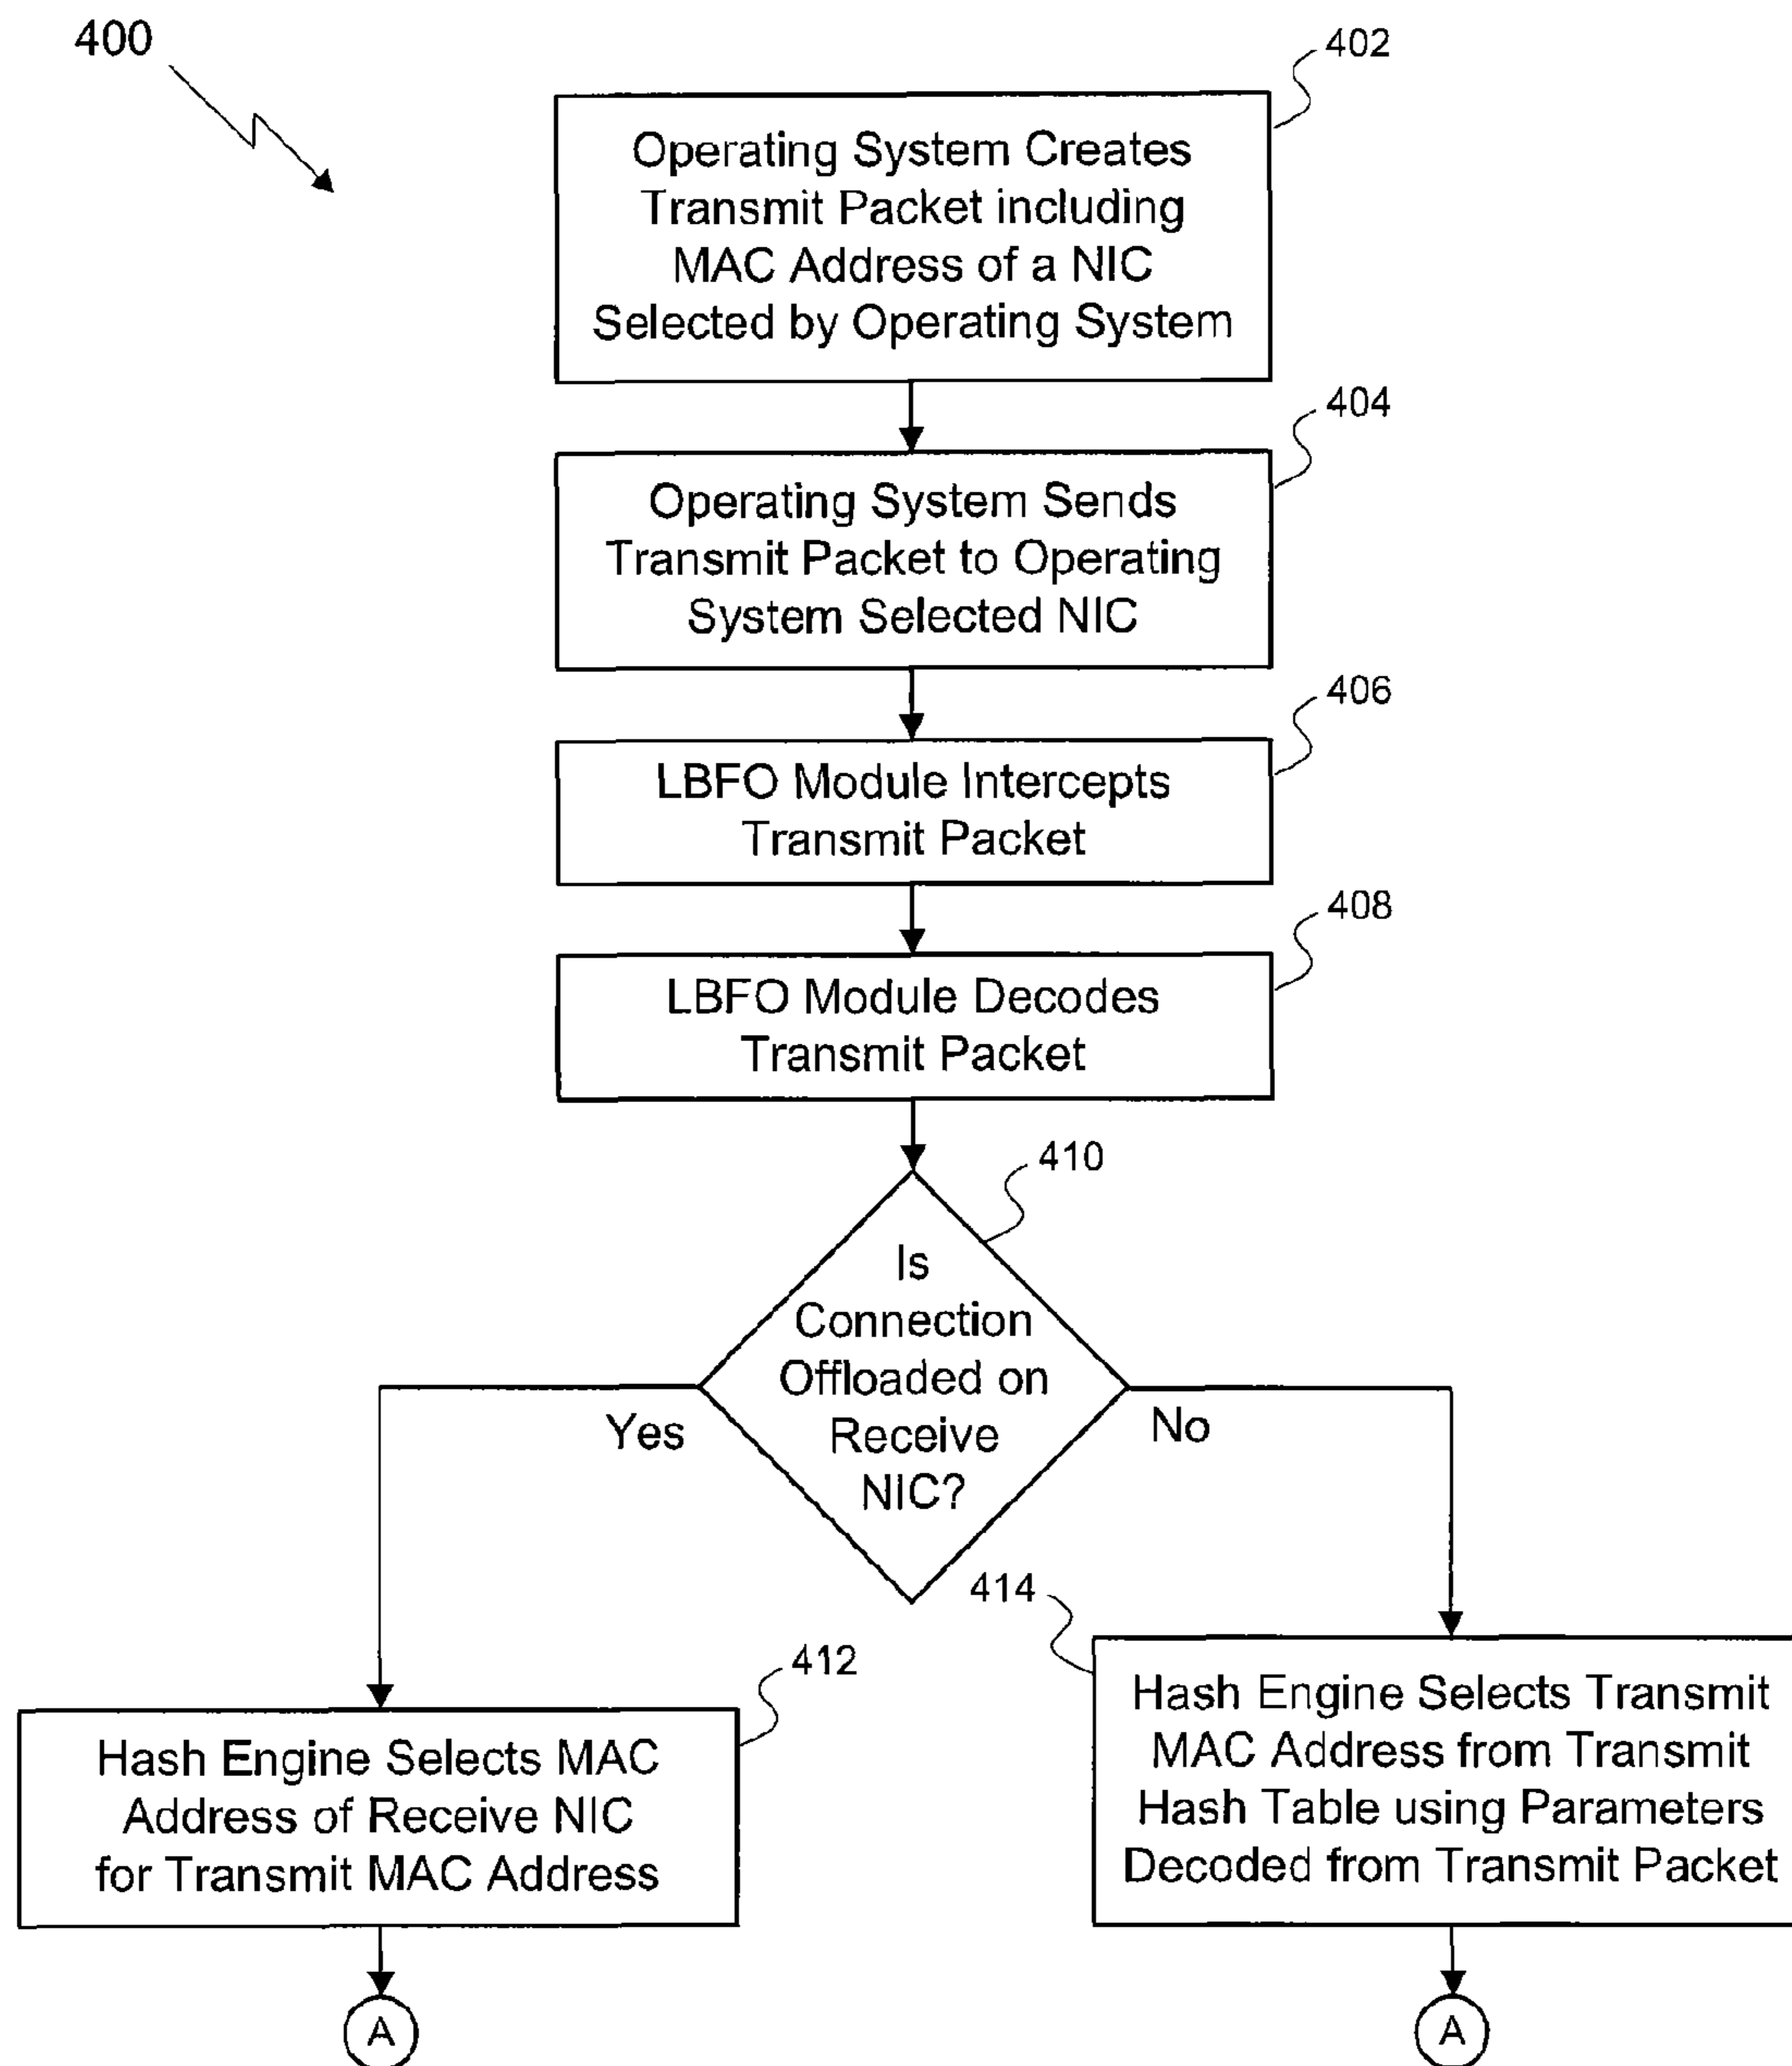 400
402
Operating System Creates
Transmit Packet including
MAC Address of a NIC
Selected by Operating System
404
Operating System Sends
Transmit Packet to Operating
System Selected NIC
406
LBFO Module Intercepts
Transmit Packet
408
LBFO Module Decodes
Transmit Packet
410
Is
Connection
Offloaded on
Receive
NIC?
Yes
No
412
Hash Engine Selects MAC
Address of Receive NIC
for Transmit MAC Address
414
Hash Engine Selects Transmit
MAC Address from Transmit
Hash Table using Parameters
Decoded from Transmit Packet
A
A